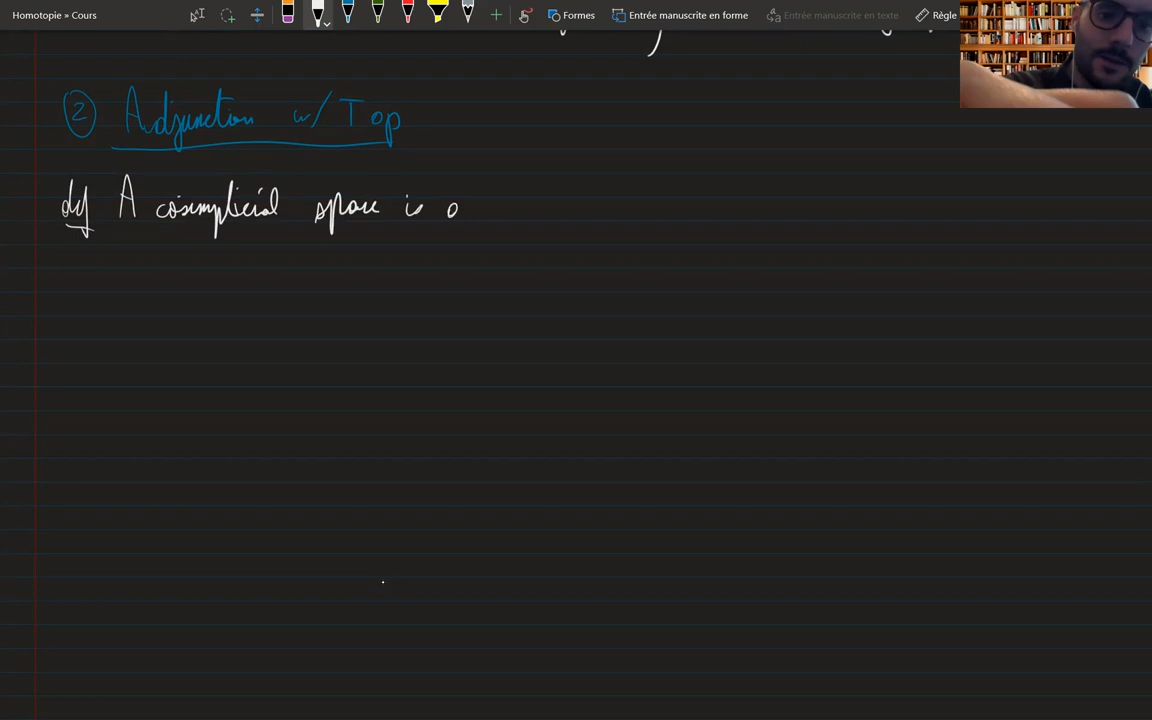 Homotopie » Cours
Formes
Entrée manuscrite en forme
Entrée manuscrite en texte
Règle
② Adjunction w/ Top
def A cosimplicial space is a